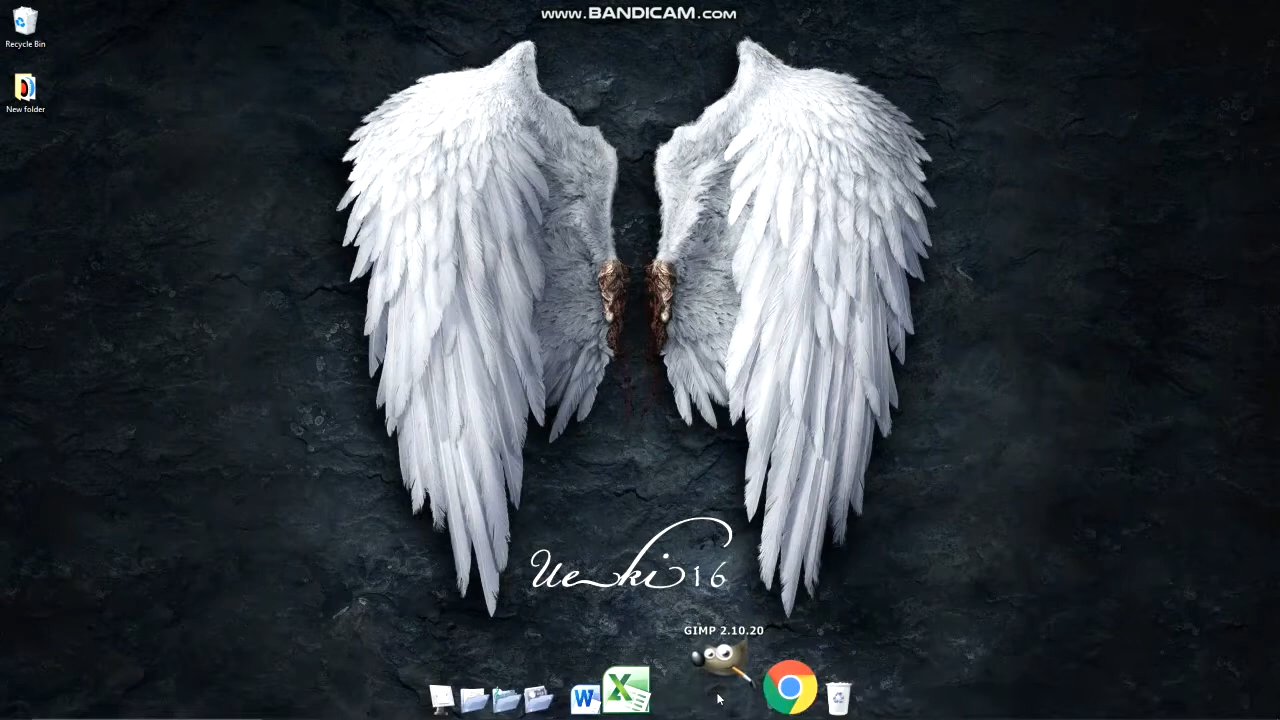 www.BANDICAM.com
Recycle Bin
New folder
Ueki16
GIMP 2.10.20
W
X